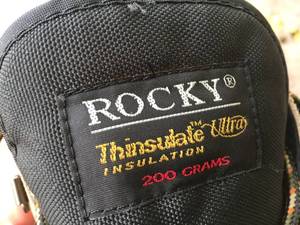 ROCKY®
Thinsulate™ Ultra
INSULATION
200 GRAMS